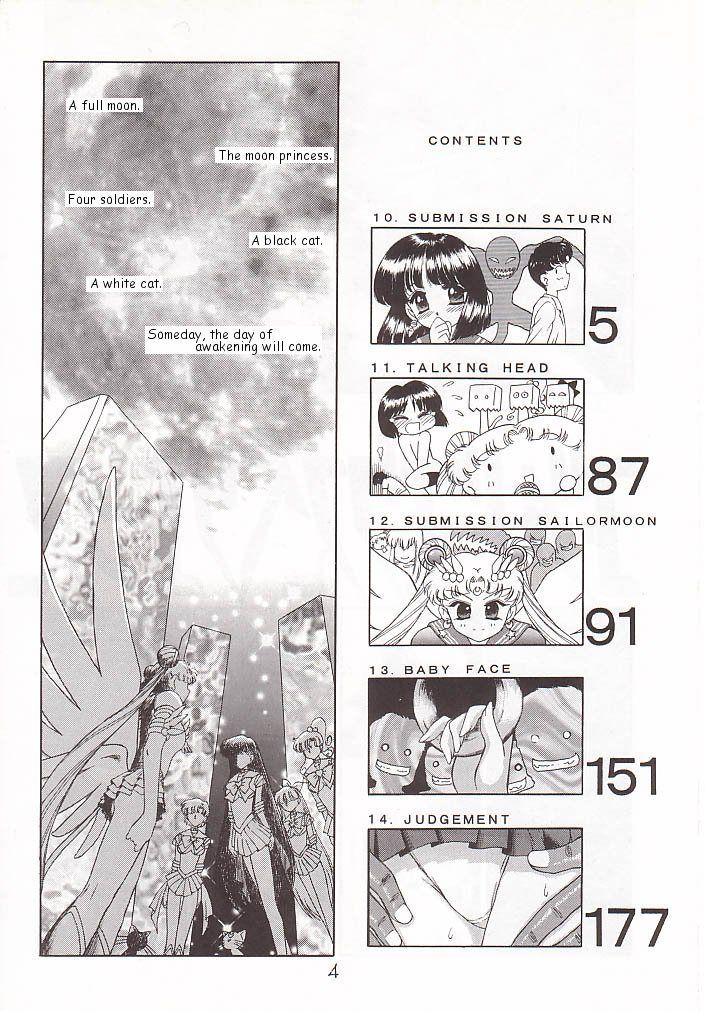 A full moon.
The moon princess.
Four soldiers.
A black cat.
A white cat.
Someday, the day of
awakening will come.
CONTENTS
10. SUBMISSION SATURN
5
11. TALKING HEAD
87
12. SUBMISSION SAILORMOON
91
13. BABY FACE
151
14. JUDGEMENT
177
4